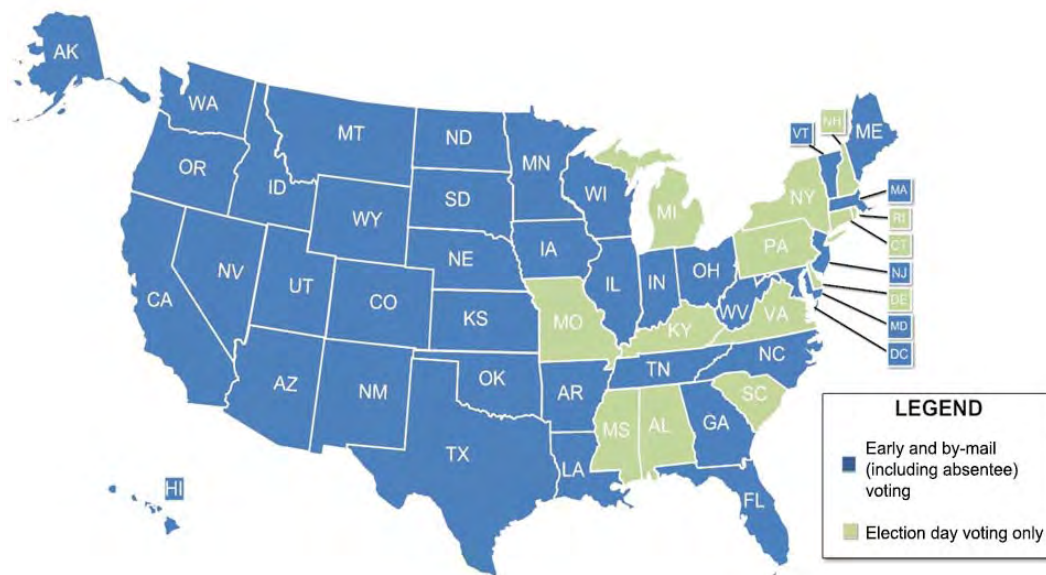 AK
WA
MT
ND
MN
VT
NH
ME
OR
ID
WY
SD
WI
MI
NY
MA
RI
CT
NJ
DE
MD
DC
NV
UT
CO
NE
IA
IL
IN
OH
PA
CA
KS
MO
KY
WV
VA
AZ
NM
OK
AR
TN
NC
SC
TX
LA
MS
AL
GA
FL
HI
LEGEND
Early and by-mail
(including absentee)
voting
Election day voting only